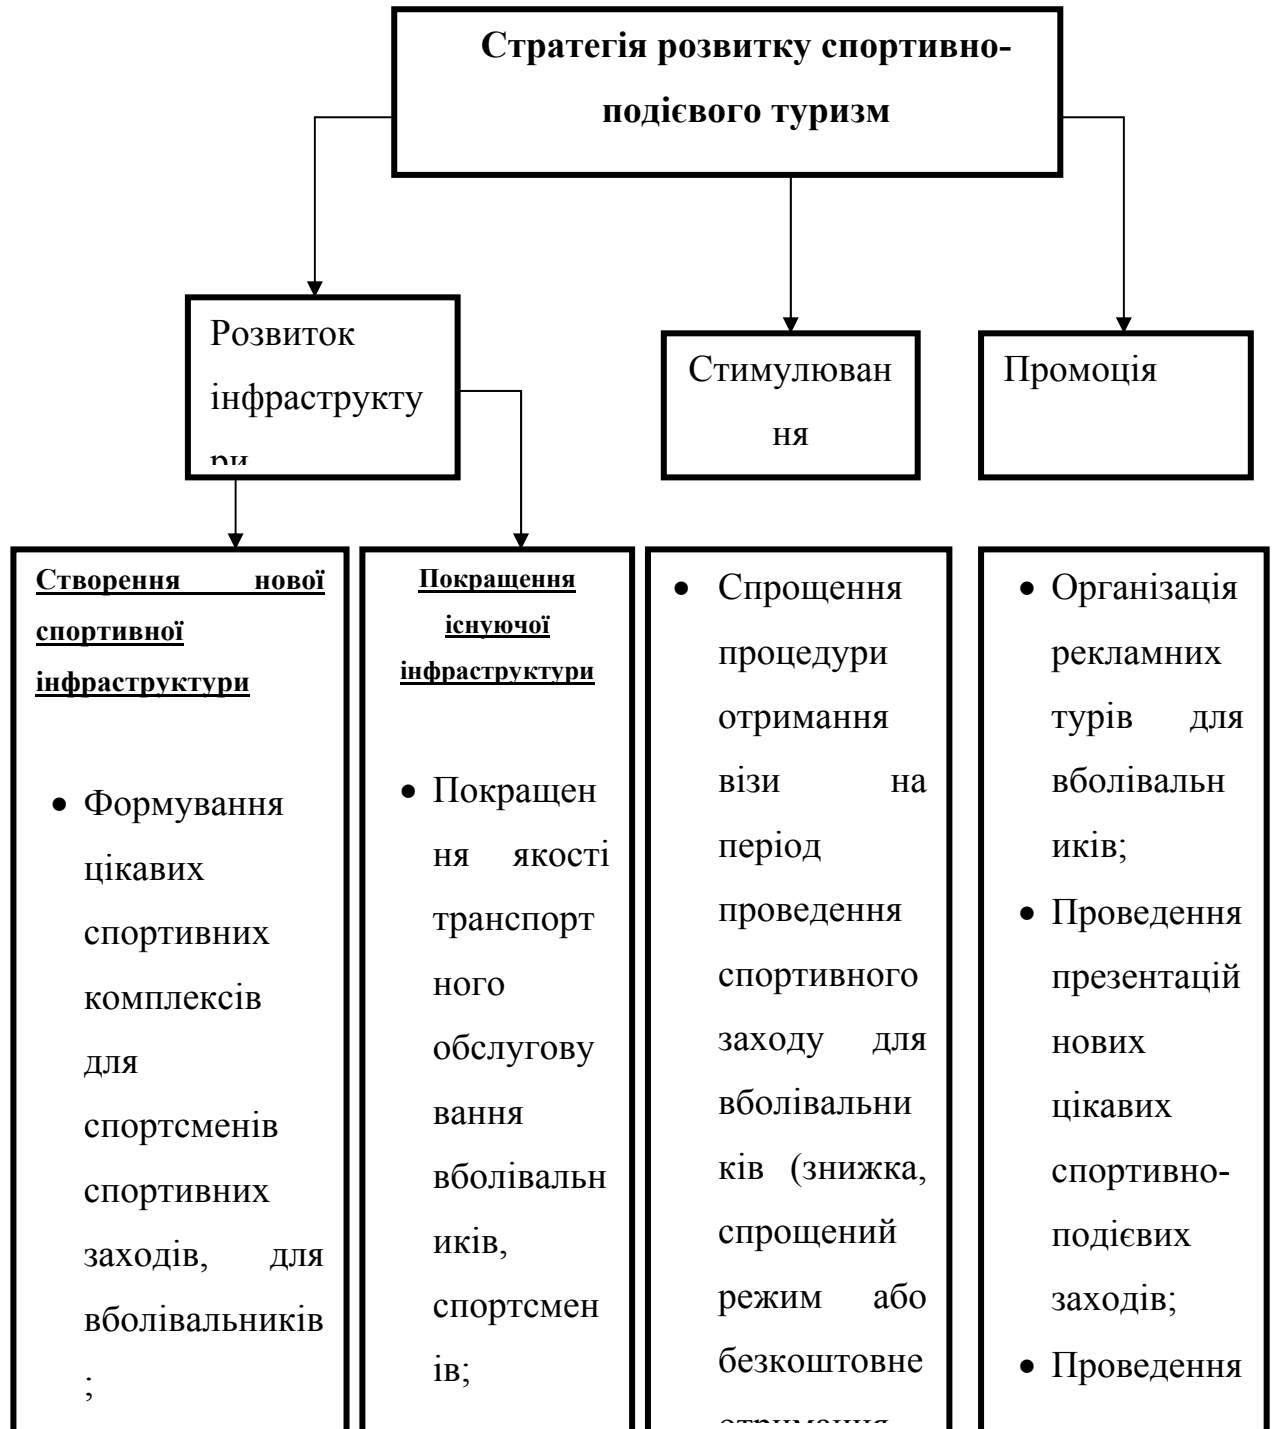 Стратегія розвитку спортивно-
подієвого туризм
Розвиток
інфраструкту
ри
Стимулюван
ня
Промоція
Створення нової
спортивної
інфраструктури
• Формування
цікавих
спортивних
комплексів
для
спортсменів
спортивних
заходів, для
вболівальників
;
Покращення
існуючої
інфраструктури
• Покращен
ня якості
транспорт
ного
обслугову
вання
вболівальн
иків,
спортсмен
ів;
• Спрощення
процедури
отримання
візи на
період
проведення
спортивного
заходу для
вболівальни
ків (знижка,
спрощений
режим або
безкоштовне
отримання
• Організація
рекламних
турів для
вболівальн
иків;
• Проведення
презентацій
нових
цікавих
спортивно-
подієвих
заходів;
• Проведення